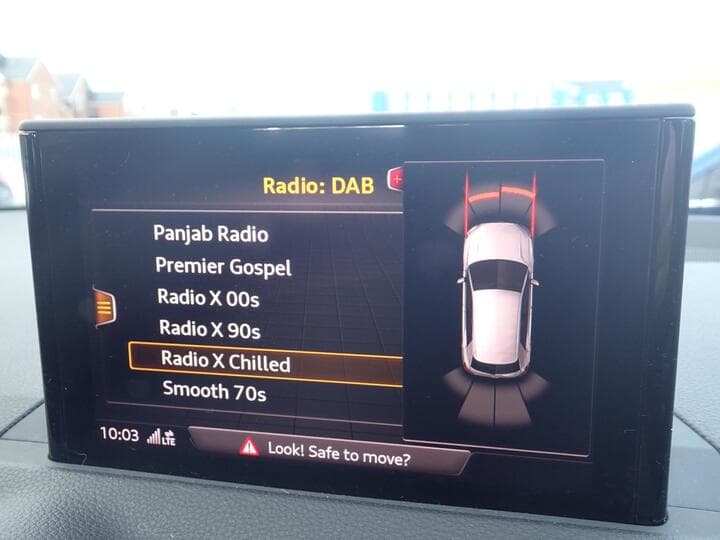 Radio: DAB
Panjab Radio
Premier Gospel
Radio X 00s
Radio X 90s
Radio X Chilled
Smooth 70s
10:03 LTE
Look! Safe to move?